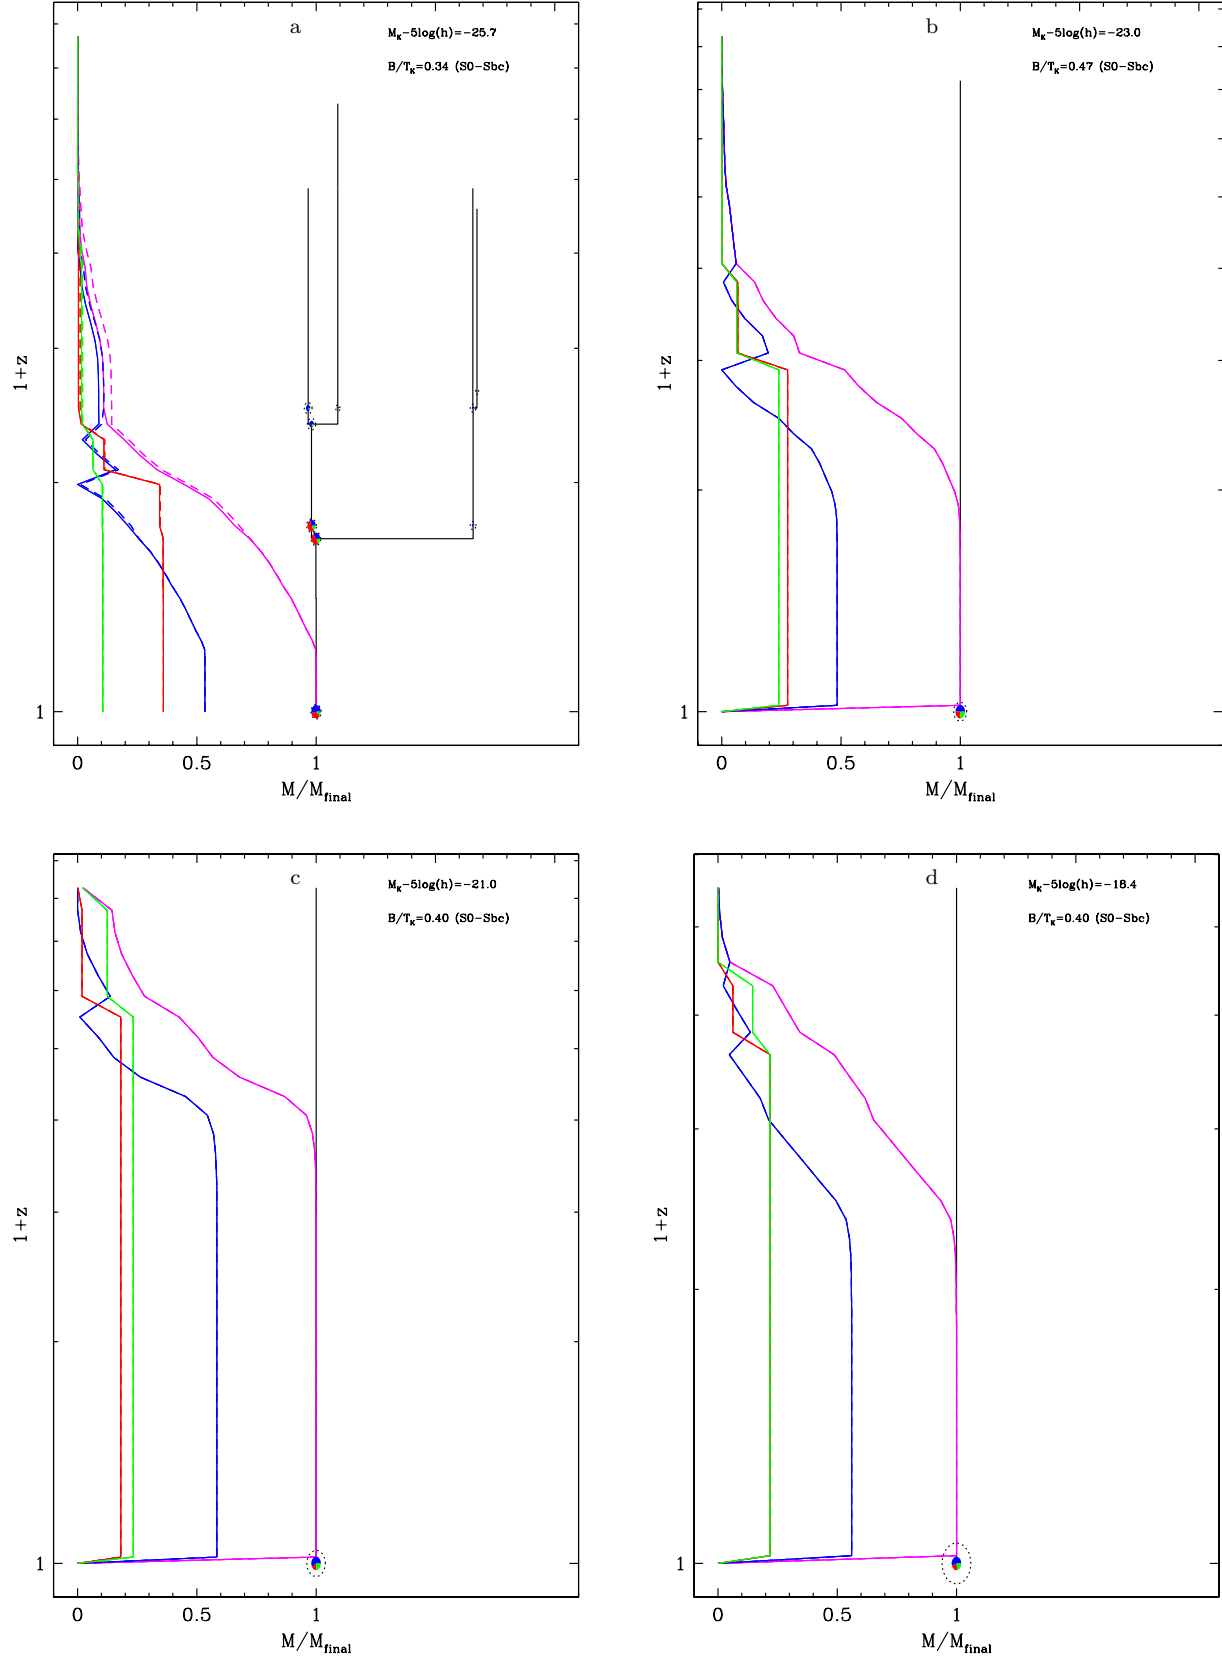 a
M_K-5log(h)=-25.7
B/T_K=0.34 (S0-Sbc)
1+z
1
0 0.5 1
M/M_final
b
M_K-5log(h)=-23.0
B/T_K=0.47 (S0-Sbc)
1+z
1
0 0.5 1
M/M_final
c
M_K-5log(h)=-21.0
B/T_K=0.40 (S0-Sbc)
1+z
1
0 0.5 1
M/M_final
d
M_K-5log(h)=-18.4
B/T_K=0.40 (S0-Sbc)
1+z
1
0 0.5 1
M/M_final